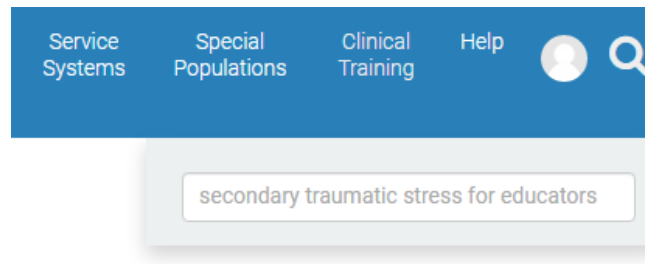 Service Systems
Special Populations
Clinical Training
Help
secondary traumatic stress for educators